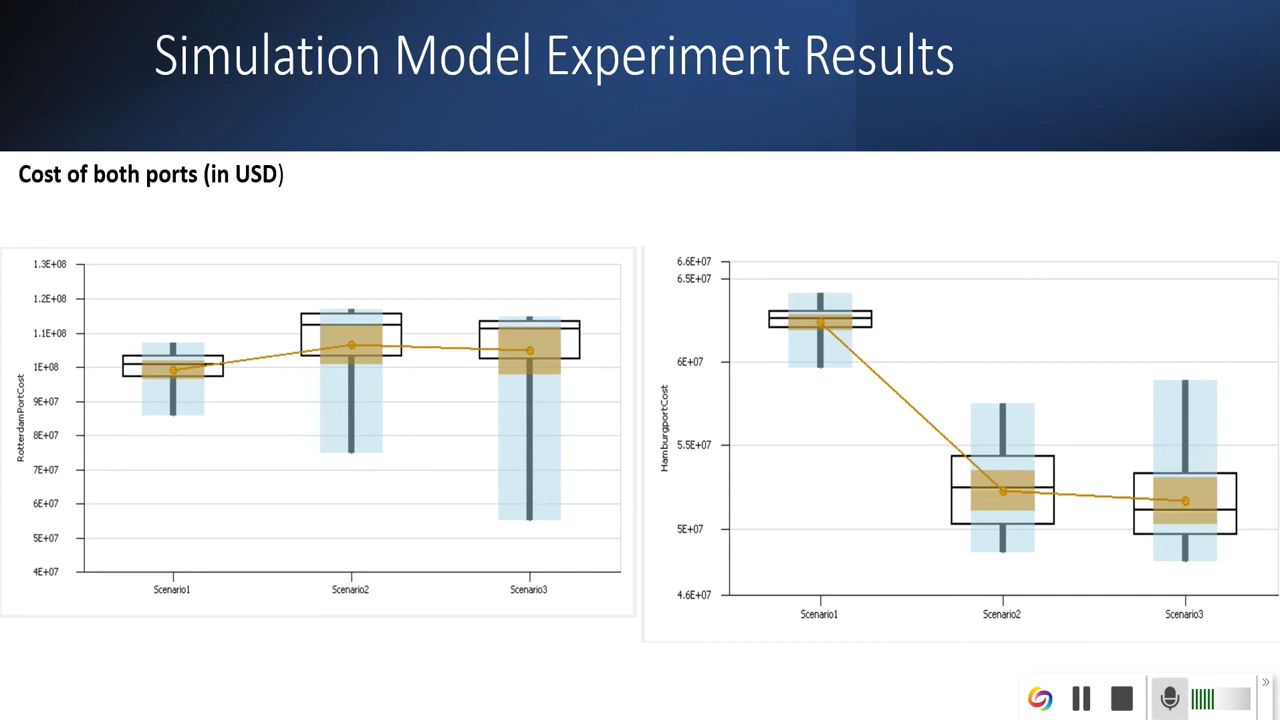 Simulation Model Experiment Results
Cost of both ports (in USD)
RotterdamPortCost
1.3E+08
1.2E+08
1.1E+08
1E+08
9E+07
8E+07
7E+07
6E+07
5E+07
4E+07
Scenario1 Scenario2 Scenario3
HamburgportCost
6.6E+07
6.5E+07
6E+07
5.5E+07
5E+07
4.6E+07
Scenario1 Scenario2 Scenario3
»